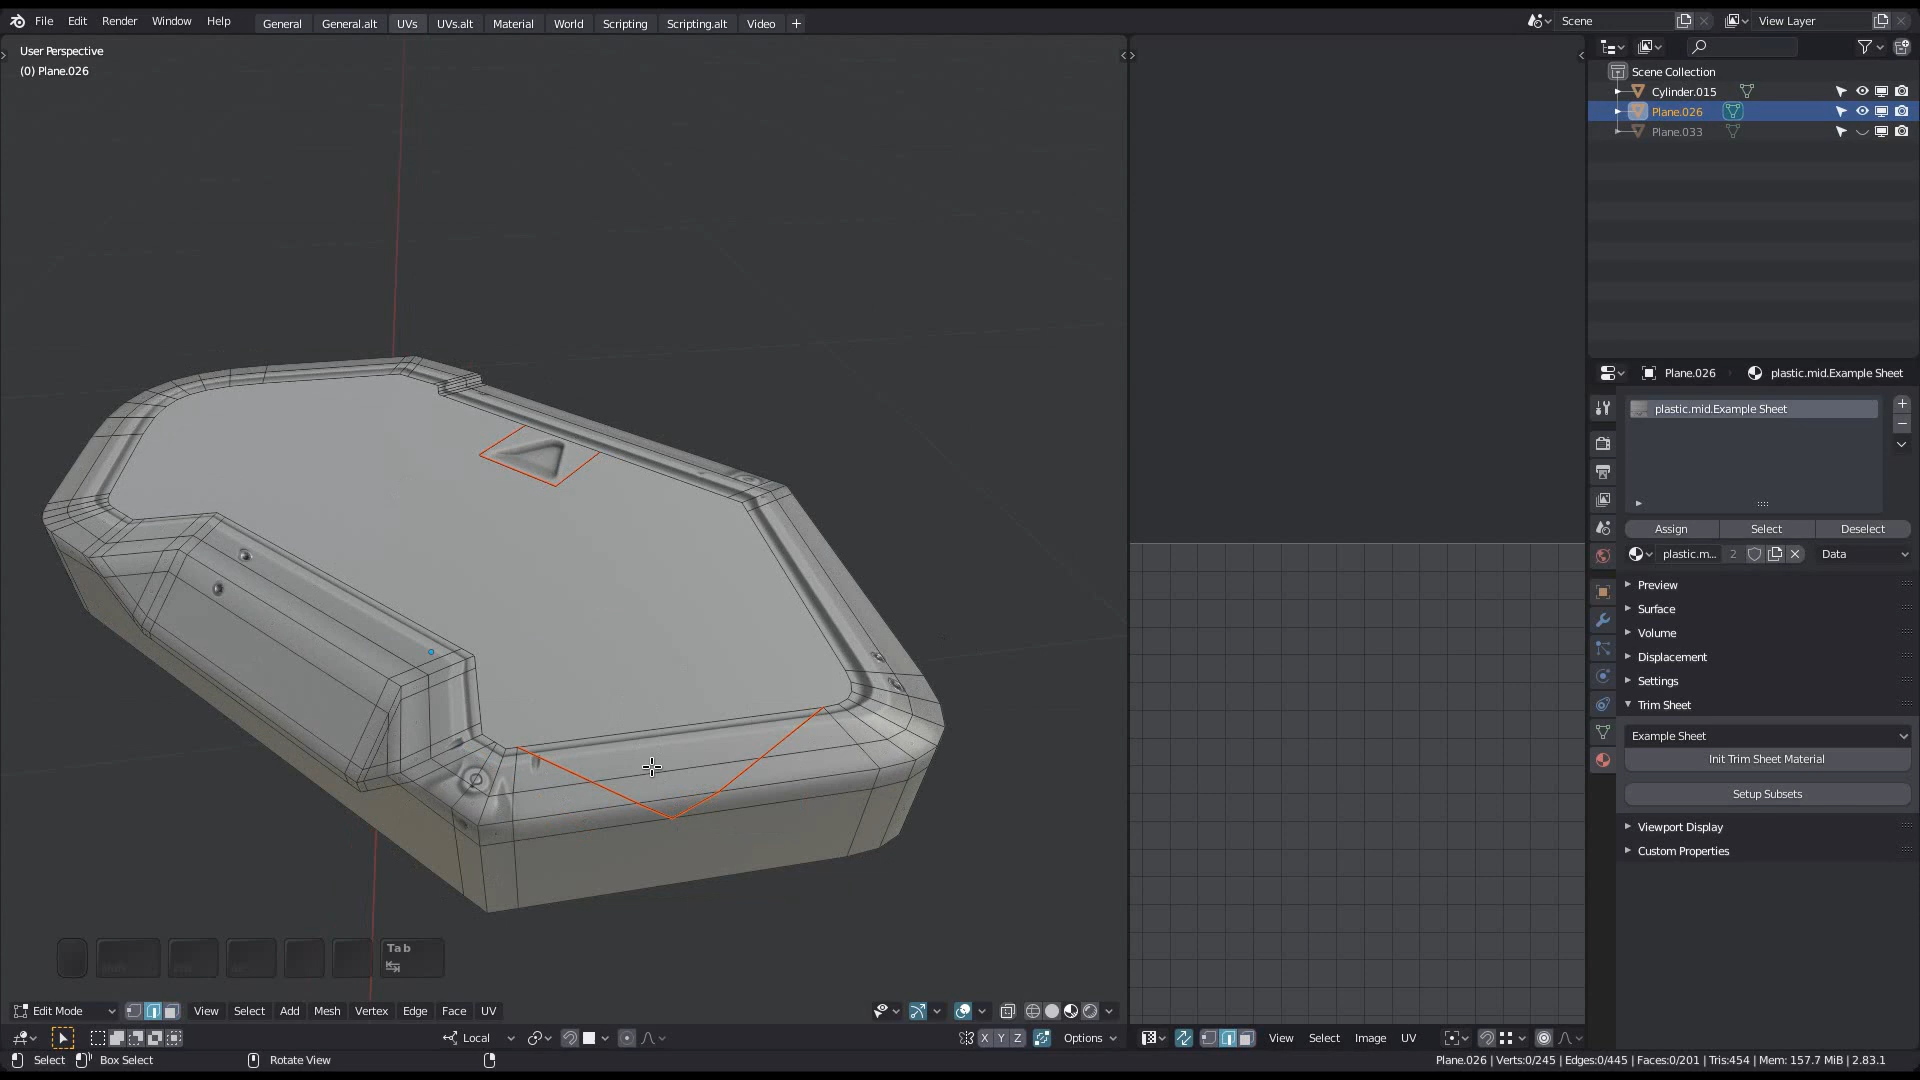 File Edit Render Window Help General General.alt UVs UVs.alt Material World Scripting Scripting.alt Video + Scene View Layer
User Perspective
(0) Plane.026
Scene Collection
Cylinder.015
Plane.026
Plane.033
Plane.026 plastic.mid.Example Sheet
plastic.mid.Example Sheet
Assign Select Deselect
plastic.m... 2 Data
Preview
Surface
Volume
Displacement
Settings
Trim Sheet
Example Sheet
Init Trim Sheet Material
Setup Subsets
Viewport Display
Custom Properties
Tab
Edit Mode View Select Add Mesh Vertex Edge Face UV
Local X Y Z Options View Select Image UV
Select Box Select Rotate View Plane.026 | Verts:0/245 | Edges:0/445 | Faces:0/201 | Tris:454 | Mem: 157.7 MiB | 2.83.1